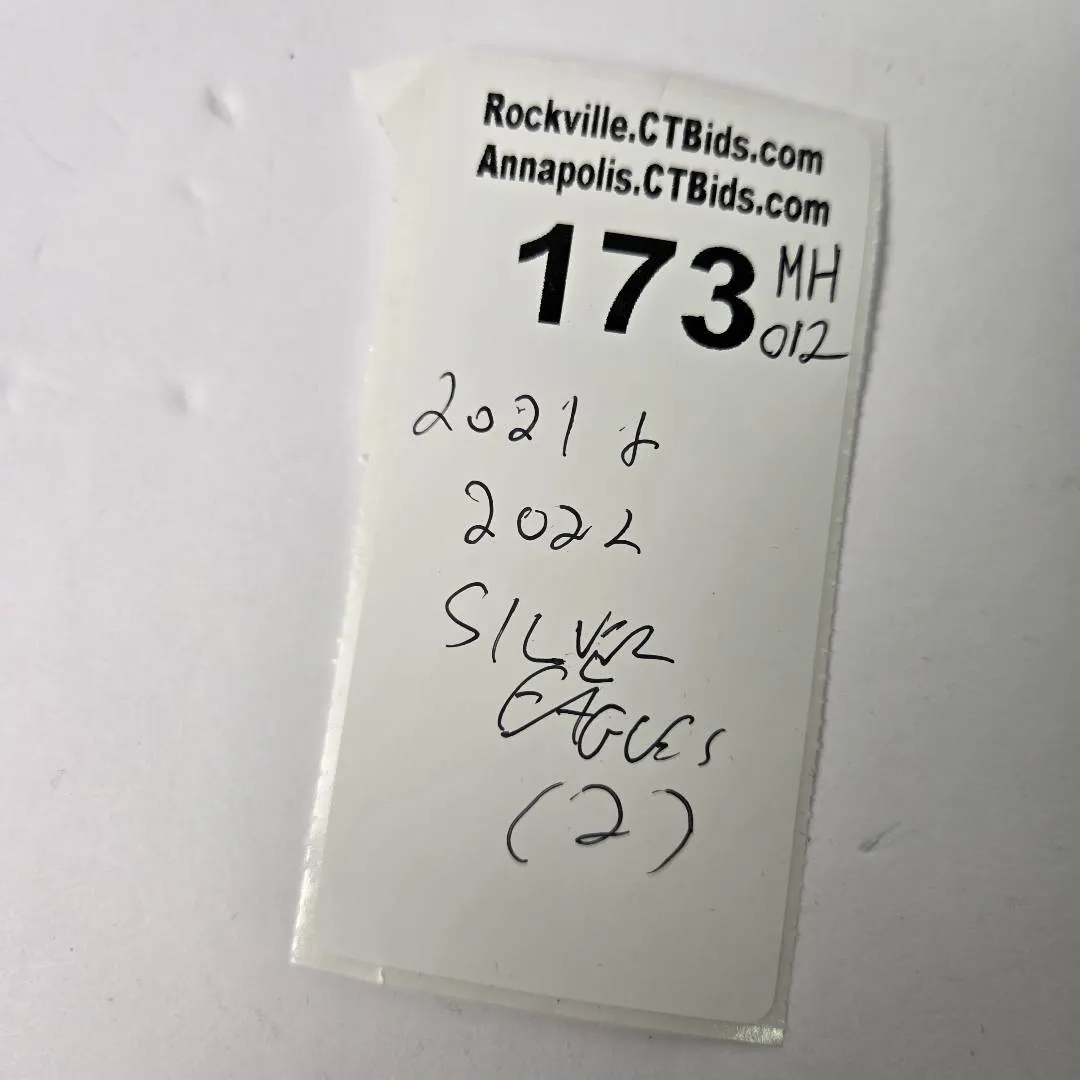 Rockville.CTBids.com
Annapolis.CTBids.com
173 MH
012
2021 &
2022
SILVER
EAGLES
(2)